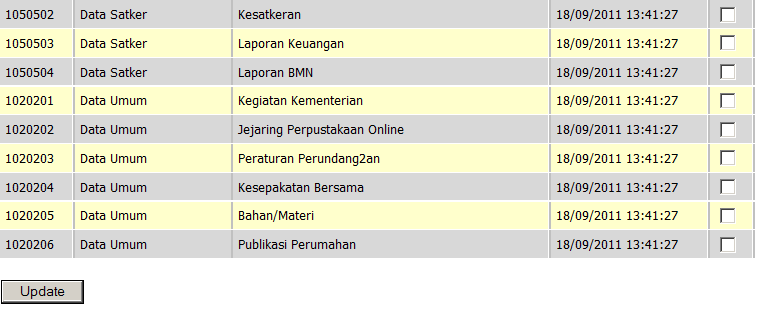 1050502 Data Satker Kesatkeran 18/09/2011 13:41:27
1050503 Data Satker Laporan Keuangan 18/09/2011 13:41:27
1050504 Data Satker Laporan BMN 18/09/2011 13:41:27
1020201 Data Umum Kegiatan Kementerian 18/09/2011 13:41:27
1020202 Data Umum Jejaring Perpustakaan Online 18/09/2011 13:41:27
1020203 Data Umum Peraturan Perundang2an 18/09/2011 13:41:27
1020204 Data Umum Kesepakatan Bersama 18/09/2011 13:41:27
1020205 Data Umum Bahan/Materi 18/09/2011 13:41:27
1020206 Data Umum Publikasi Perumahan 18/09/2011 13:41:27
Update